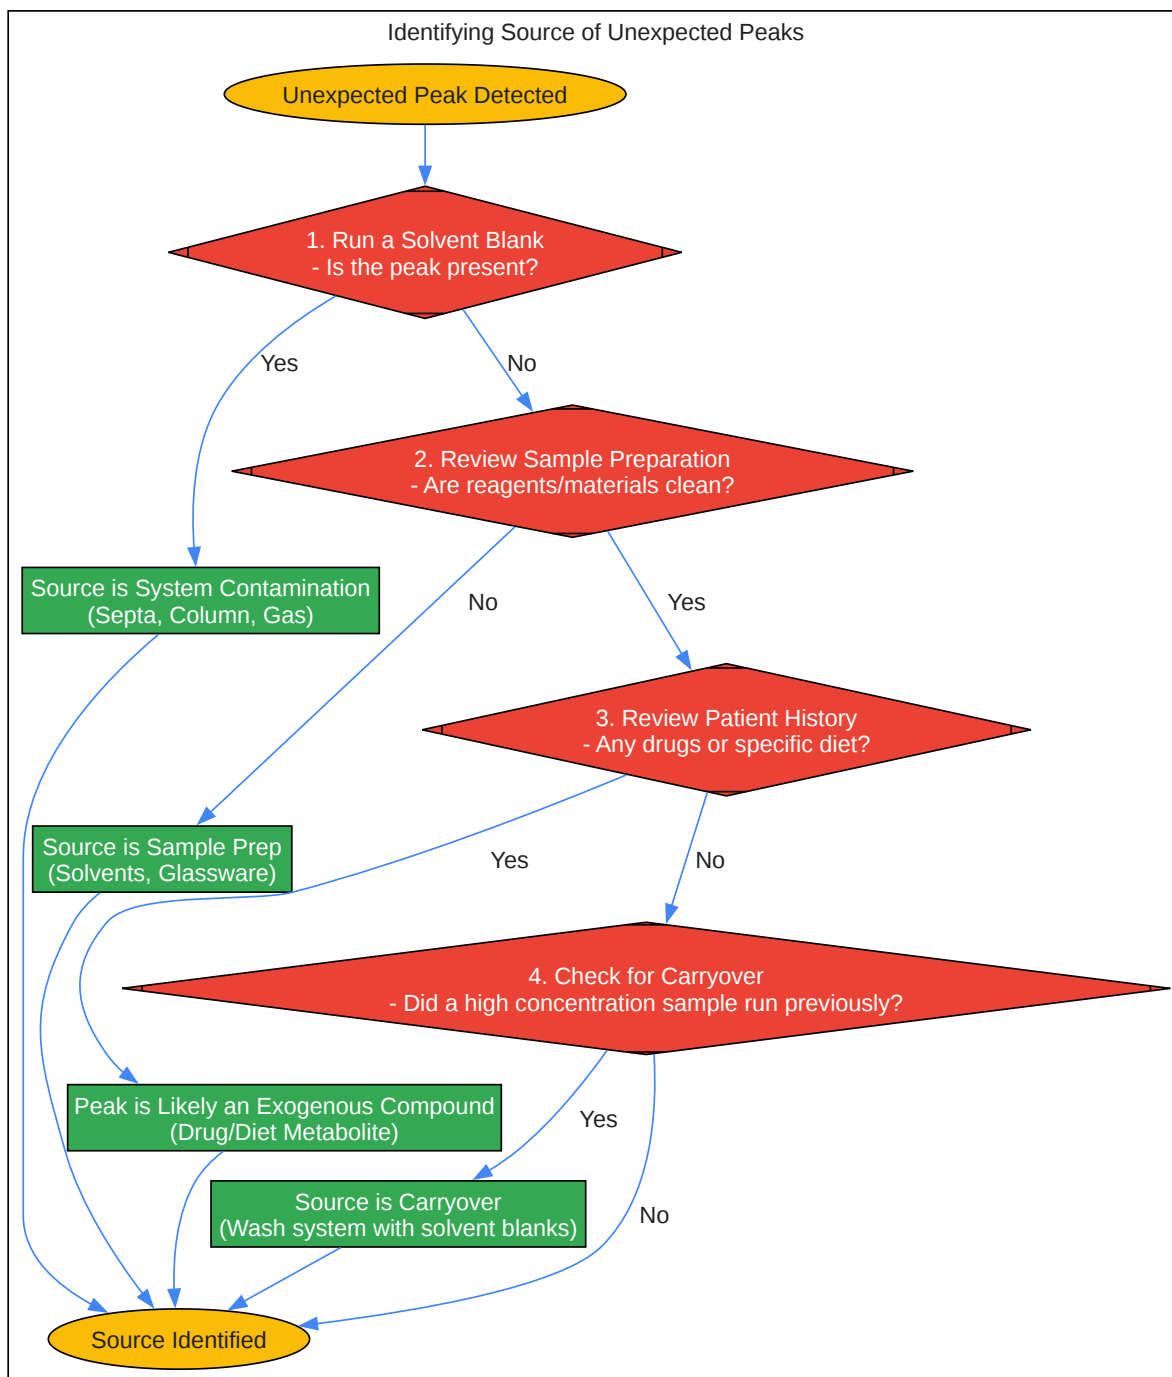 Identifying Source of Unexpected Peaks
Unexpected Peak Detected
1. Run a Solvent Blank
- Is the peak present?
Yes
No
2. Review Sample Preparation
- Are reagents/materials clean?
Source is System Contamination
(Septa, Column, Gas)
No
Yes
3. Review Patient History
- Any drugs or specific diet?
Source is Sample Prep
(Solvents, Glassware)
Yes
No
4. Check for Carryover
- Did a high concentration sample run previously?
Peak is Likely an Exogenous Compound
(Drug/Diet Metabolite)
Yes
Source is Carryover
(Wash system with solvent blanks)
No
Source Identified